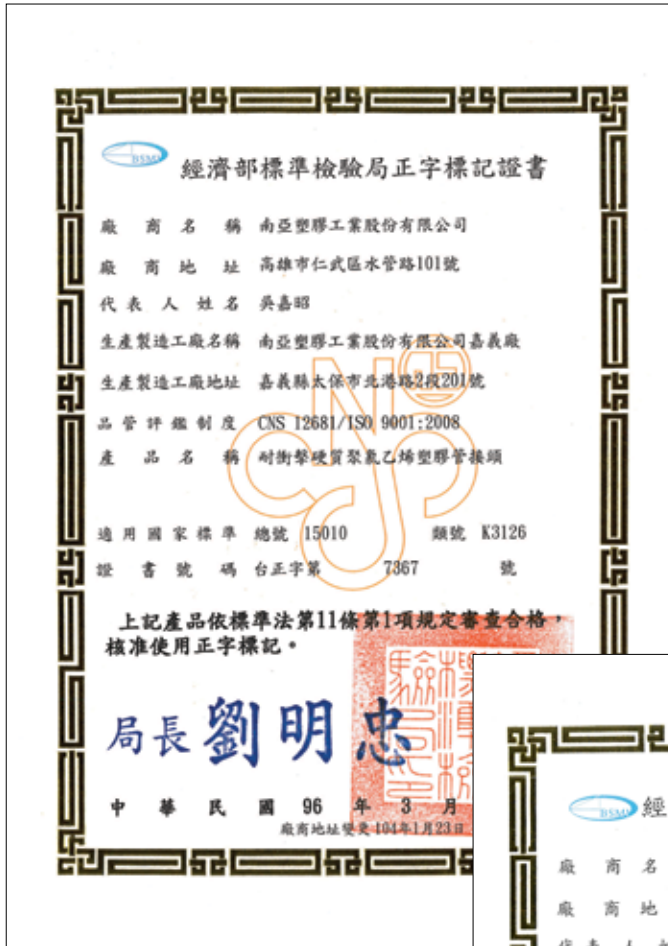 BSMI
經濟部標準檢驗局正字標記證書
廠商名稱 南亞塑膠工業股份有限公司
廠商地址 高雄市仁武區水管路101號
代表人姓名 吳嘉昭
生產製造工廠名稱 南亞塑膠工業股份有限公司嘉義廠
生產製造工廠地址 嘉義縣太保市北港路2段201號
品管評鑑制度 CNS 12681/ISO 9001:2008
產品名稱 耐衝擊硬質聚氯乙烯塑膠管接頭
適用國家標準 總號 15010 類號 K3126
證書號碼 台正字第 7367 號
上記產品依標準法第11條第1項規定審查合格，
核准使用正字標記。
局長 劉明忠
中華民國 96 年 3 月
廠商地址變更104年1月23日
BSMI 經
廠商名
廠商地
代表人